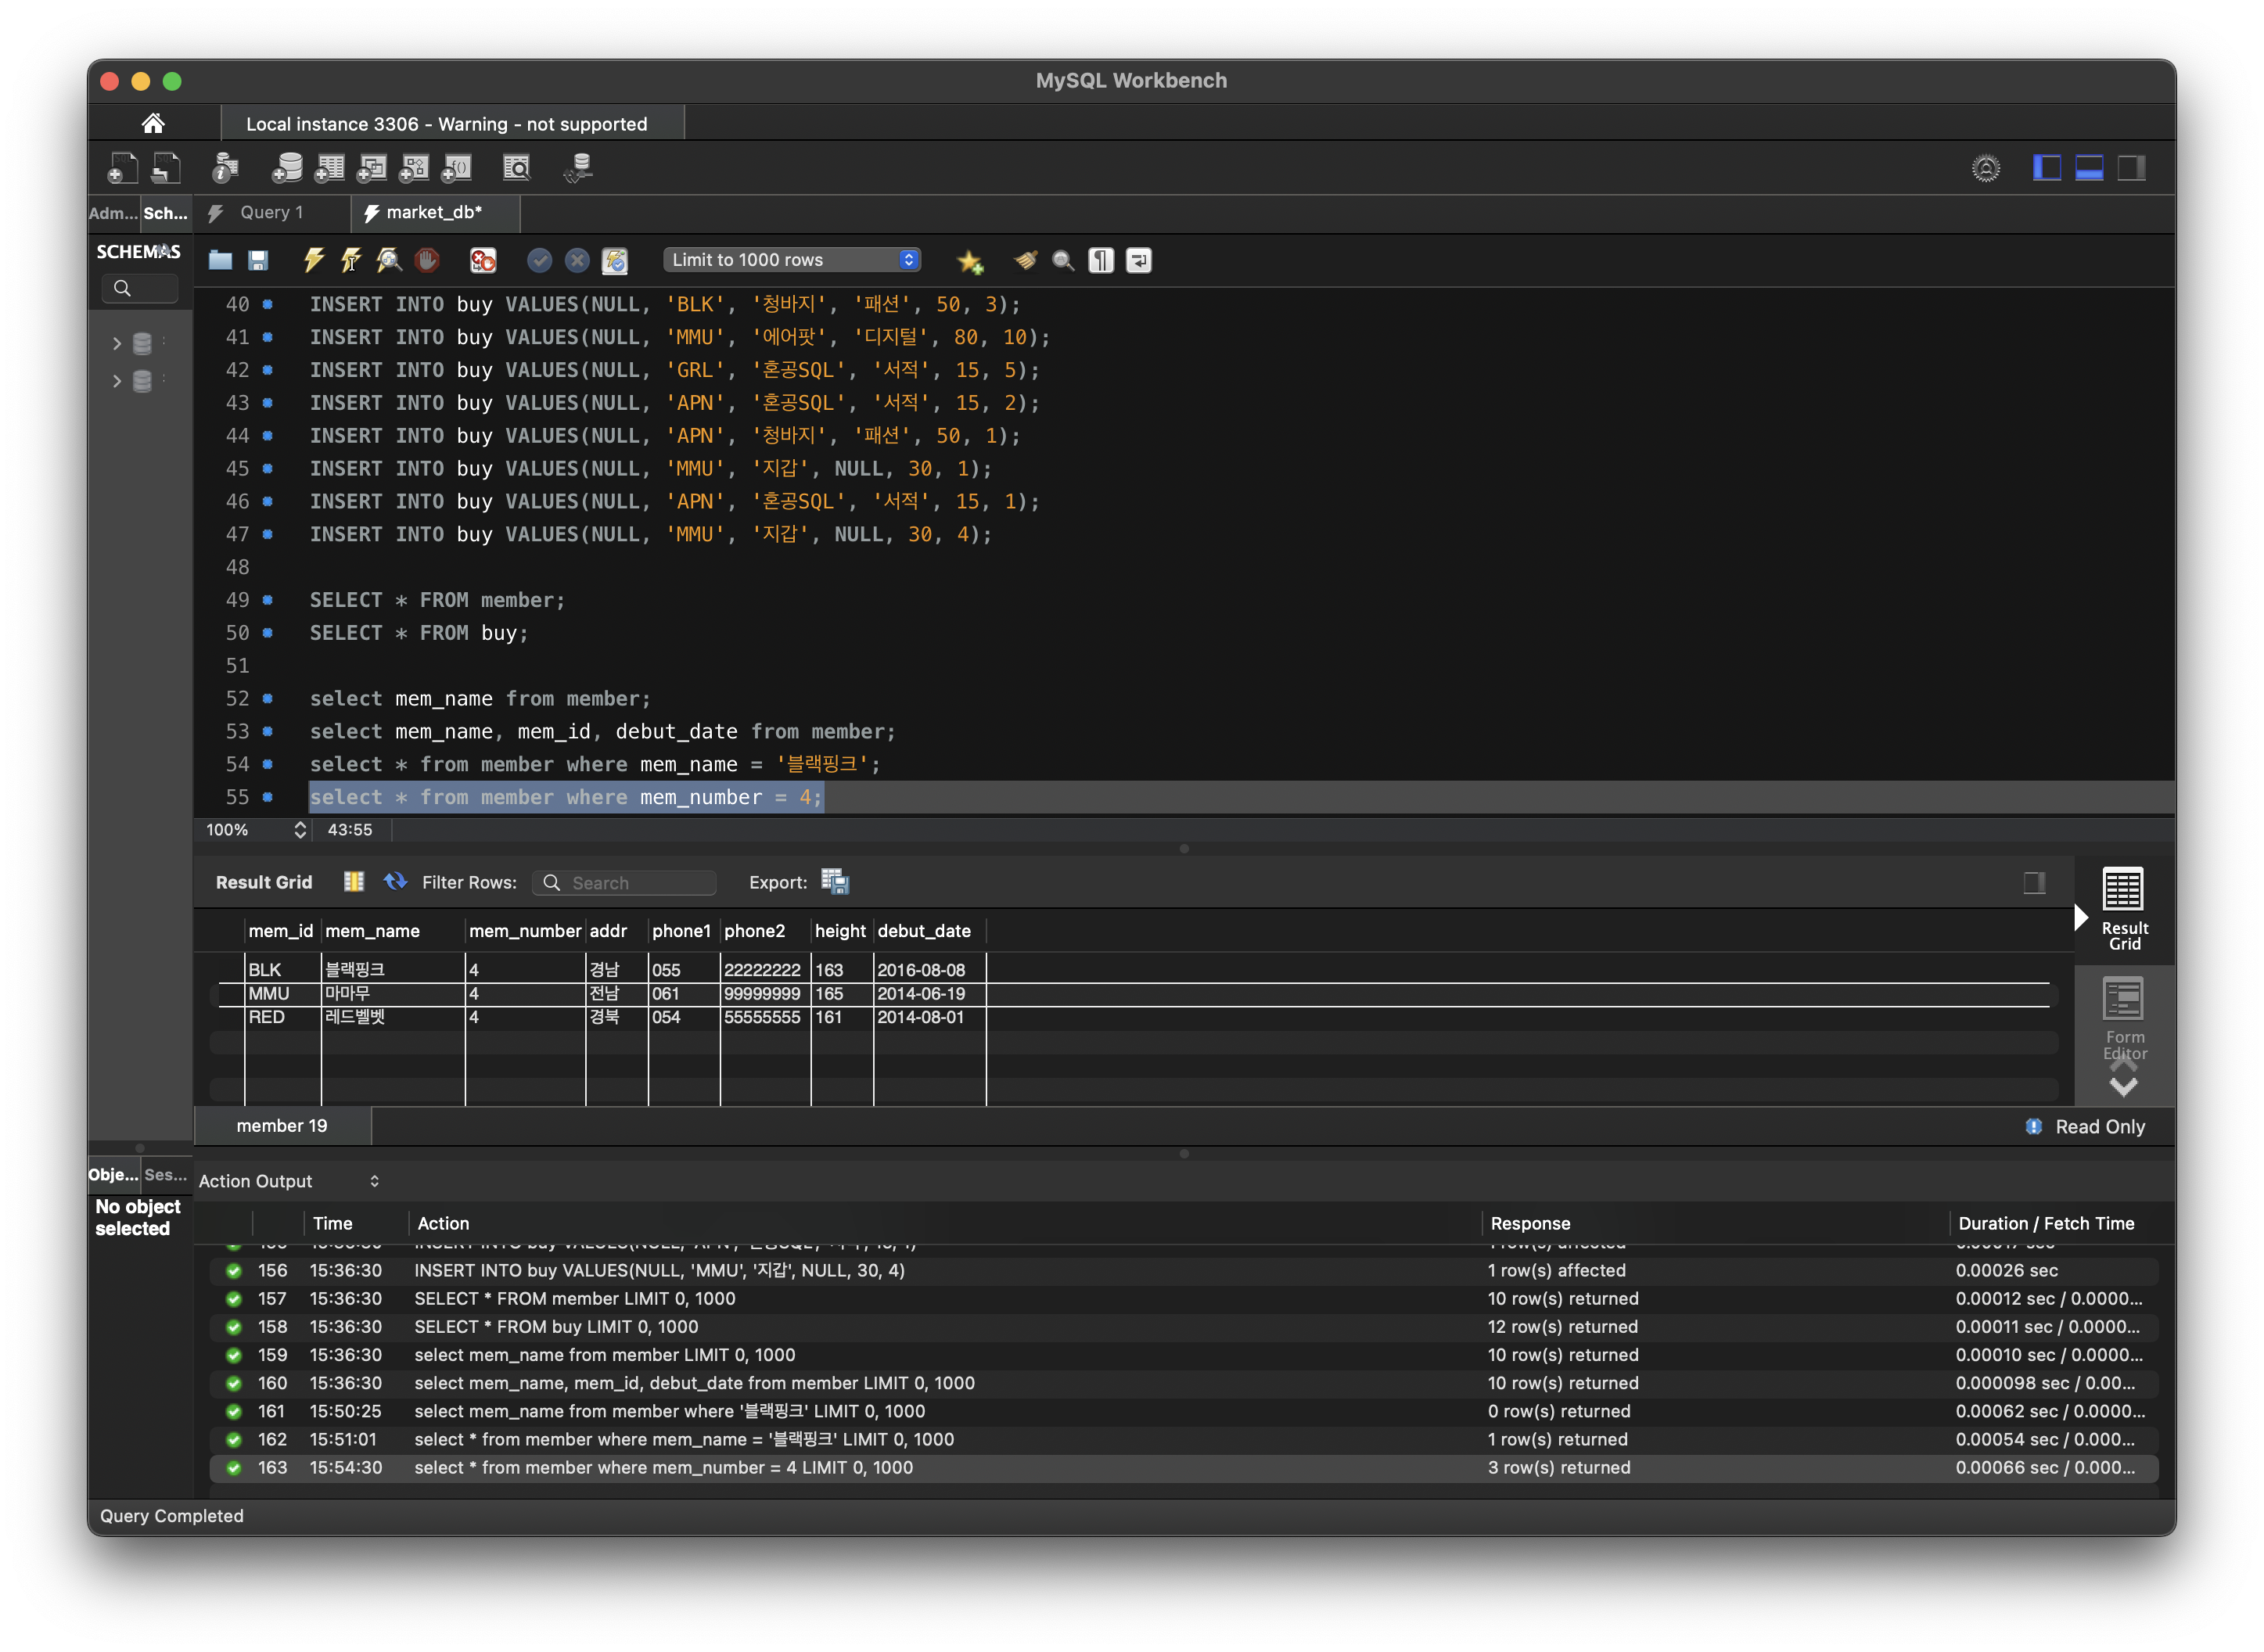 MySQL Workbench
Local instance 3306 - Warning - not supported
Adm... Sch... Query 1 market_db*
SCHEMAS
Limit to 1000 rows
40 INSERT INTO buy VALUES(NULL, 'BLK', '청바지', '패션', 50, 3);
41 INSERT INTO buy VALUES(NULL, 'MMU', '에어팟', '디지털', 80, 10);
42 INSERT INTO buy VALUES(NULL, 'GRL', '혼공SQL', '서적', 15, 5);
43 INSERT INTO buy VALUES(NULL, 'APN', '혼공SQL', '서적', 15, 2);
44 INSERT INTO buy VALUES(NULL, 'APN', '청바지', '패션', 50, 1);
45 INSERT INTO buy VALUES(NULL, 'MMU', '지갑', NULL, 30, 1);
46 INSERT INTO buy VALUES(NULL, 'APN', '혼공SQL', '서적', 15, 1);
47 INSERT INTO buy VALUES(NULL, 'MMU', '지갑', NULL, 30, 4);
48
49 SELECT * FROM member;
50 SELECT * FROM buy;
51
52 select mem_name from member;
53 select mem_name, mem_id, debut_date from member;
54 select * from member where mem_name = '블랙핑크';
55 select * from member where mem_number = 4;
100% 43:55
Result Grid Filter Rows: Search Export:
mem_id mem_name mem_number addr phone1 phone2 height debut_date
BLK 블랙핑크 4 경남 055 22222222 163 2016-08-08
MMU 마마무 4 전남 061 99999999 165 2014-06-19
RED 레드벨벳 4 경북 054 55555555 161 2014-08-01
Result
Grid
Form
Editor
member 19 Read Only
Obje... Ses...
No object
selected
Action Output
Time Action Response Duration / Fetch Time
156 15:36:30 INSERT INTO buy VALUES(NULL, 'MMU', '지갑', NULL, 30, 4) 1 row(s) affected 0.00026 sec
157 15:36:30 SELECT * FROM member LIMIT 0, 1000 10 row(s) returned 0.00012 sec / 0.0000...
158 15:36:30 SELECT * FROM buy LIMIT 0, 1000 12 row(s) returned 0.00011 sec / 0.0000...
159 15:36:30 select mem_name from member LIMIT 0, 1000 10 row(s) returned 0.00010 sec / 0.0000...
160 15:36:30 select mem_name, mem_id, debut_date from member LIMIT 0, 1000 10 row(s) returned 0.000098 sec / 0.00...
161 15:50:25 select mem_name from member where '블랙핑크' LIMIT 0, 1000 0 row(s) returned 0.00062 sec / 0.0000...
162 15:51:01 select * from member where mem_name = '블랙핑크' LIMIT 0, 1000 1 row(s) returned 0.00054 sec / 0.000...
163 15:54:30 select * from member where mem_number = 4 LIMIT 0, 1000 3 row(s) returned 0.00066 sec / 0.000...
Query Completed